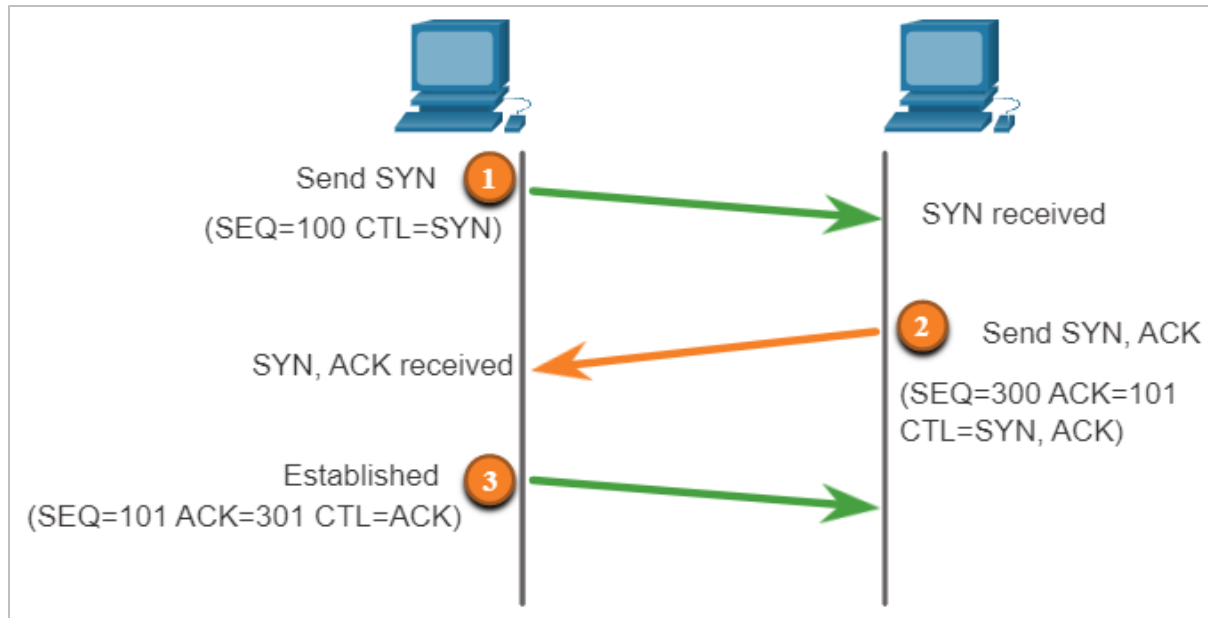 Send SYN 1
(SEQ=100 CTL=SYN)
SYN received
2 Send SYN, ACK
SYN, ACK received
(SEQ=300 ACK=101
CTL=SYN, ACK)
Established 3
(SEQ=101 ACK=301 CTL=ACK)